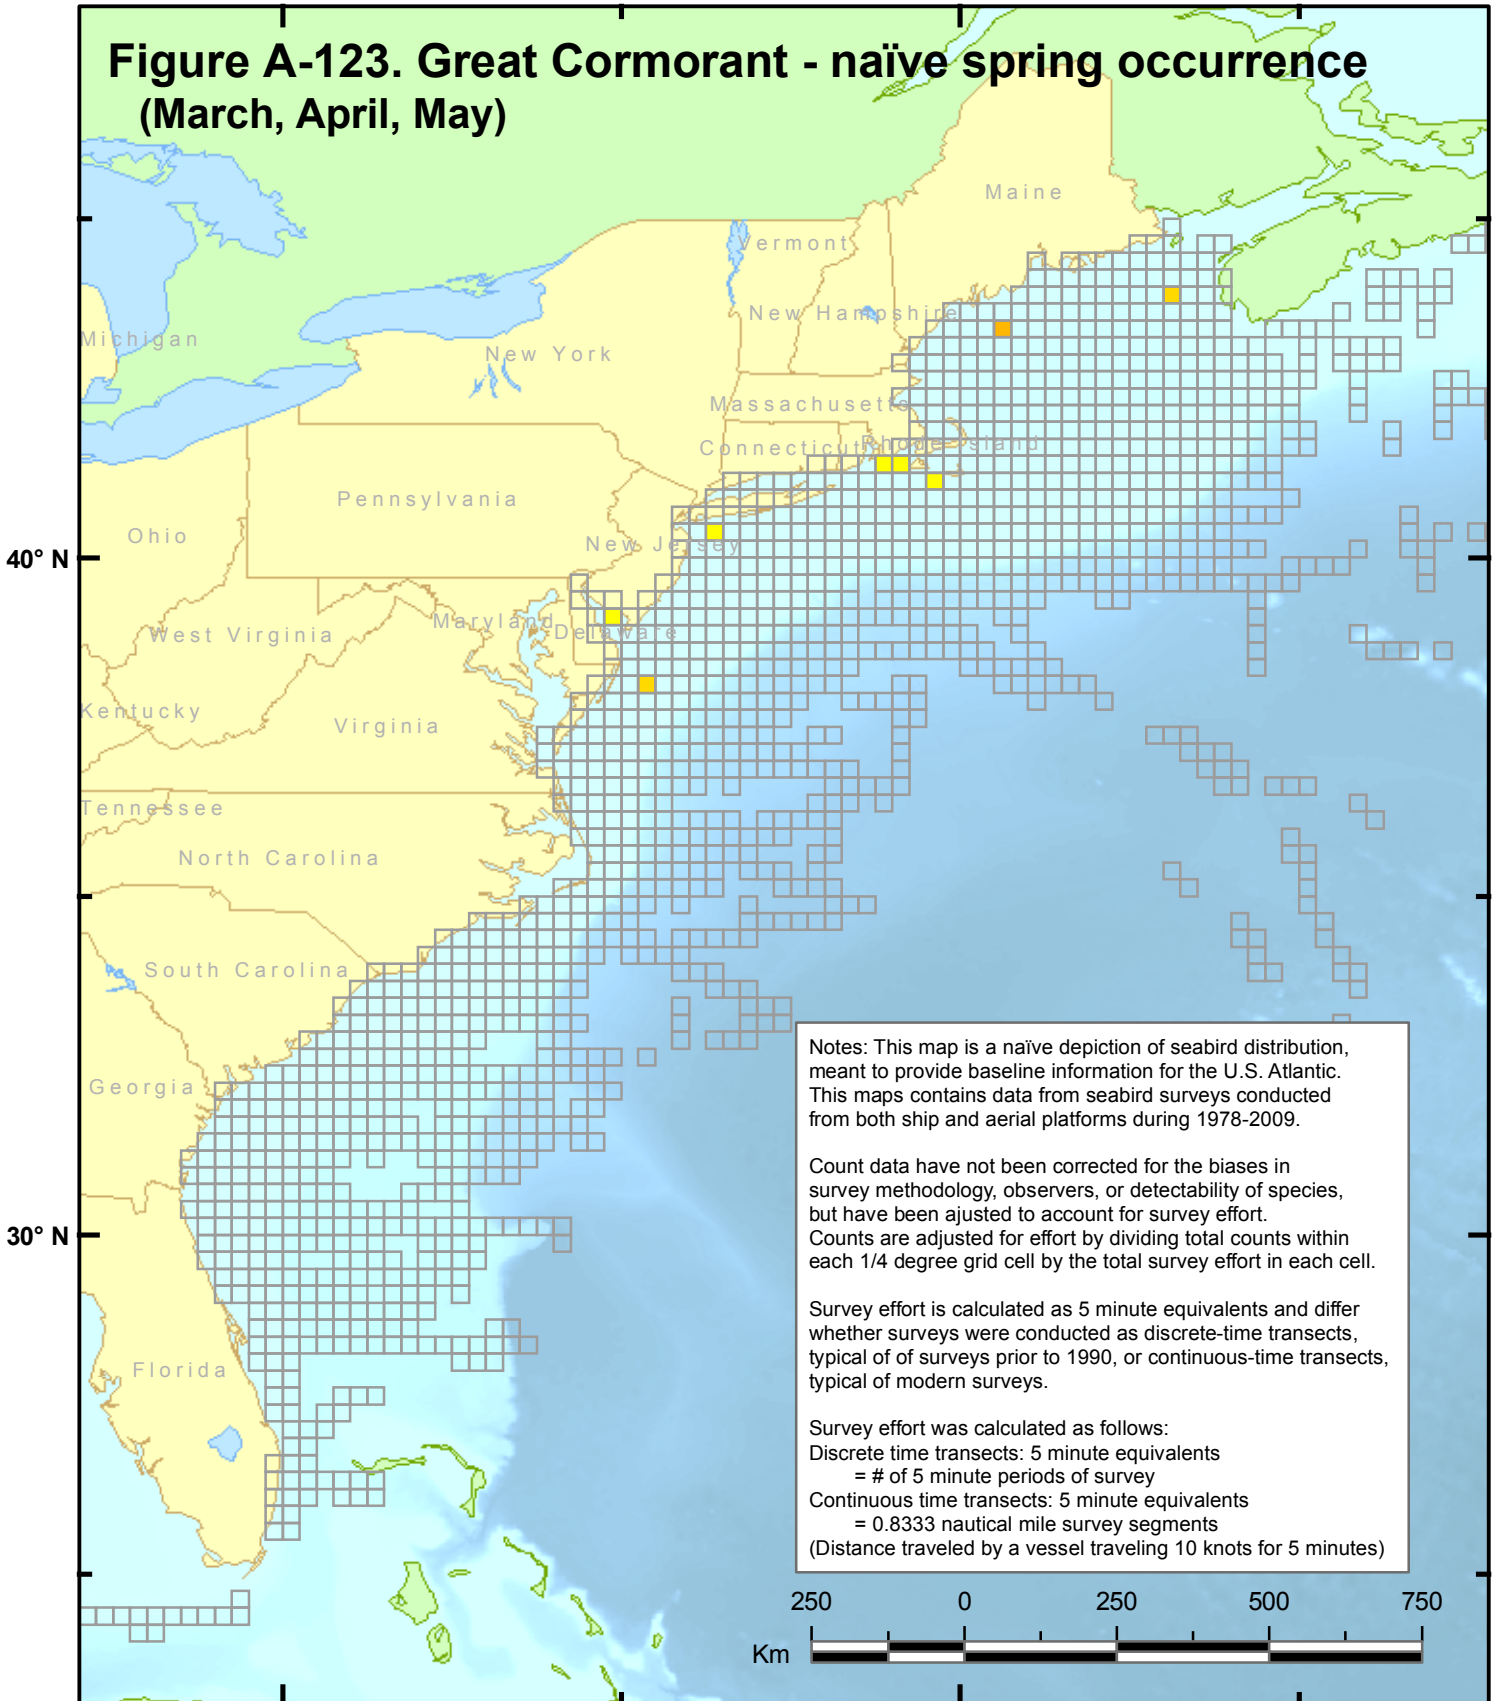 Figure A-123. Great Cormorant - naïve spring occurrence
(March, April, May)
Maine
Vermont
New Hampshire
Michigan
New York
Massachusetts
Connecticut
Rhode Island
Pennsylvania
Ohio
New Jersey
40° N
West Virginia
Maryland
Delaware
Kentucky
Virginia
Tennessee
North Carolina
South Carolina
Georgia
30° N
Florida
Notes: This map is a naïve depiction of seabird distribution,
meant to provide baseline information for the U.S. Atlantic.
This maps contains data from seabird surveys conducted
from both ship and aerial platforms during 1978-2009.
Count data have not been corrected for the biases in
survey methodology, observers, or detectability of species,
but have been ajusted to account for survey effort.
Counts are adjusted for effort by dividing total counts within
each 1/4 degree grid cell by the total survey effort in each cell.
Survey effort is calculated as 5 minute equivalents and differ
whether surveys were conducted as discrete-time transects,
typical of of surveys prior to 1990, or continuous-time transects,
typical of modern surveys.
Survey effort was calculated as follows:
Discrete time transects: 5 minute equivalents
= # of 5 minute periods of survey
Continuous time transects: 5 minute equivalents
= 0.8333 nautical mile survey segments
(Distance traveled by a vessel traveling 10 knots for 5 minutes)
250 0 250 500 750
Km